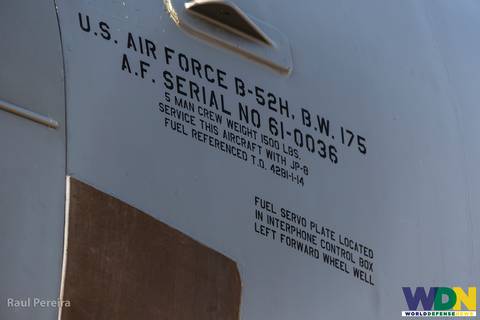 U.S. AIR FORCE B-52H, B.W. 175
A.F. SERIAL NO 61-0036
5 MAN CREW WEIGHT 1500 LBS.
SERVICE THIS AIRCRAFT WITH JP-8
FUEL REFERENCED T.O. 42B1-1-14
FUEL SERVO PLATE LOCATED
IN INTERPHONE CONTROL BOX
LEFT FORWARD WHEEL WELL
Raul Pereira
WDN
WORLDDEFENSENEWS